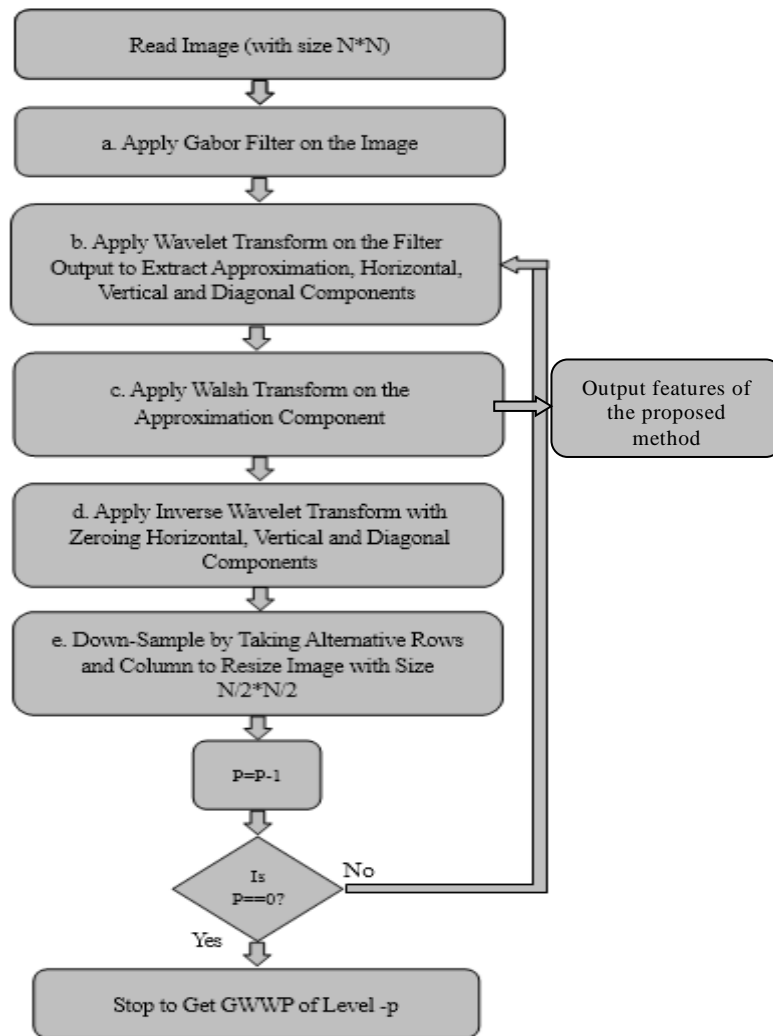 Read Image (with size N*N)
a. Apply Gabor Filter on the Image
b. Apply Wavelet Transform on the Filter
Output to Extract Approximation, Horizontal,
Vertical and Diagonal Components
c. Apply Walsh Transform on the
Approximation Component
Output features of
the proposed
method
d. Apply Inverse Wavelet Transform with
Zeroing Horizontal, Vertical and Diagonal
Components
e. Down-Sample by Taking Alternative Rows
and Column to Resize Image with Size
N/2*N/2
P=P-1
Is
P==0?
No
Yes
Stop to Get GWWP of Level -p